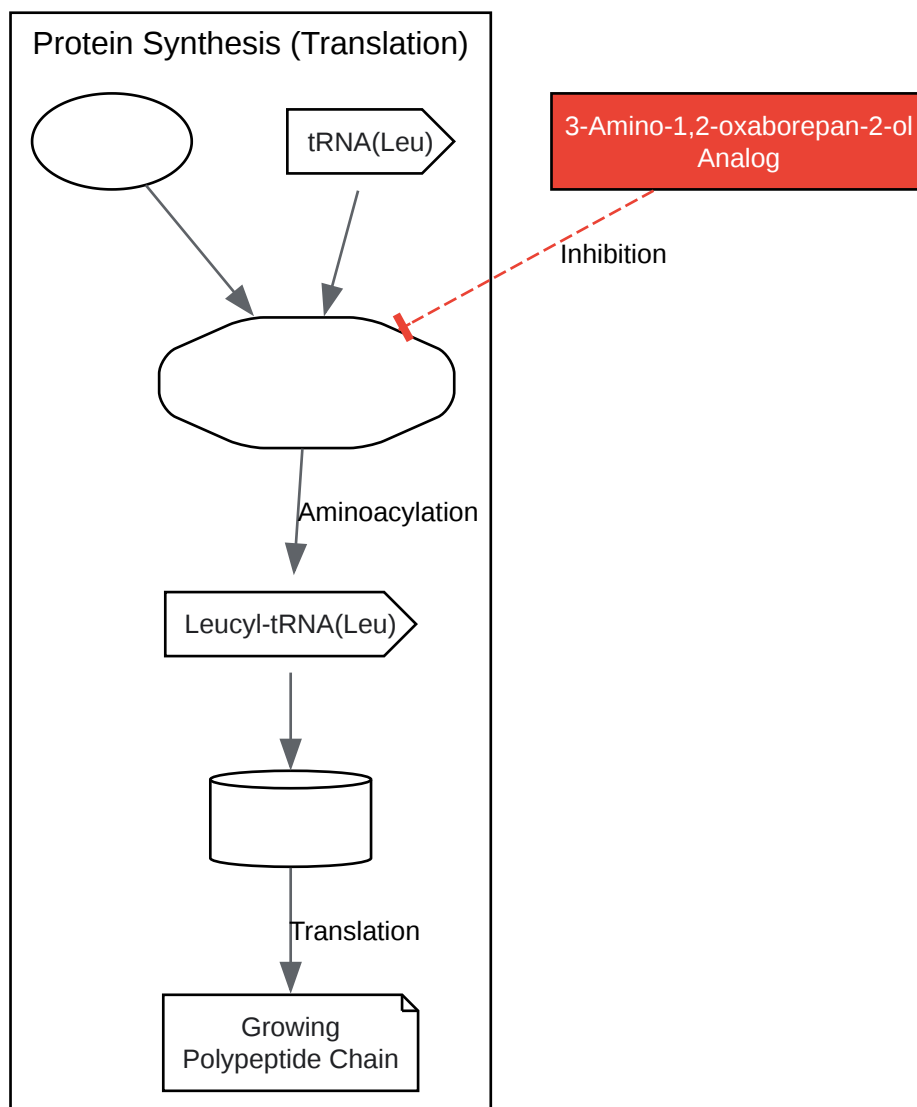 Protein Synthesis (Translation)
tRNA(Leu)
3-Amino-1,2-oxaborepan-2-ol
Analog
Inhibition
Aminoacylation
Leucyl-tRNA(Leu)
Translation
Growing
Polypeptide Chain